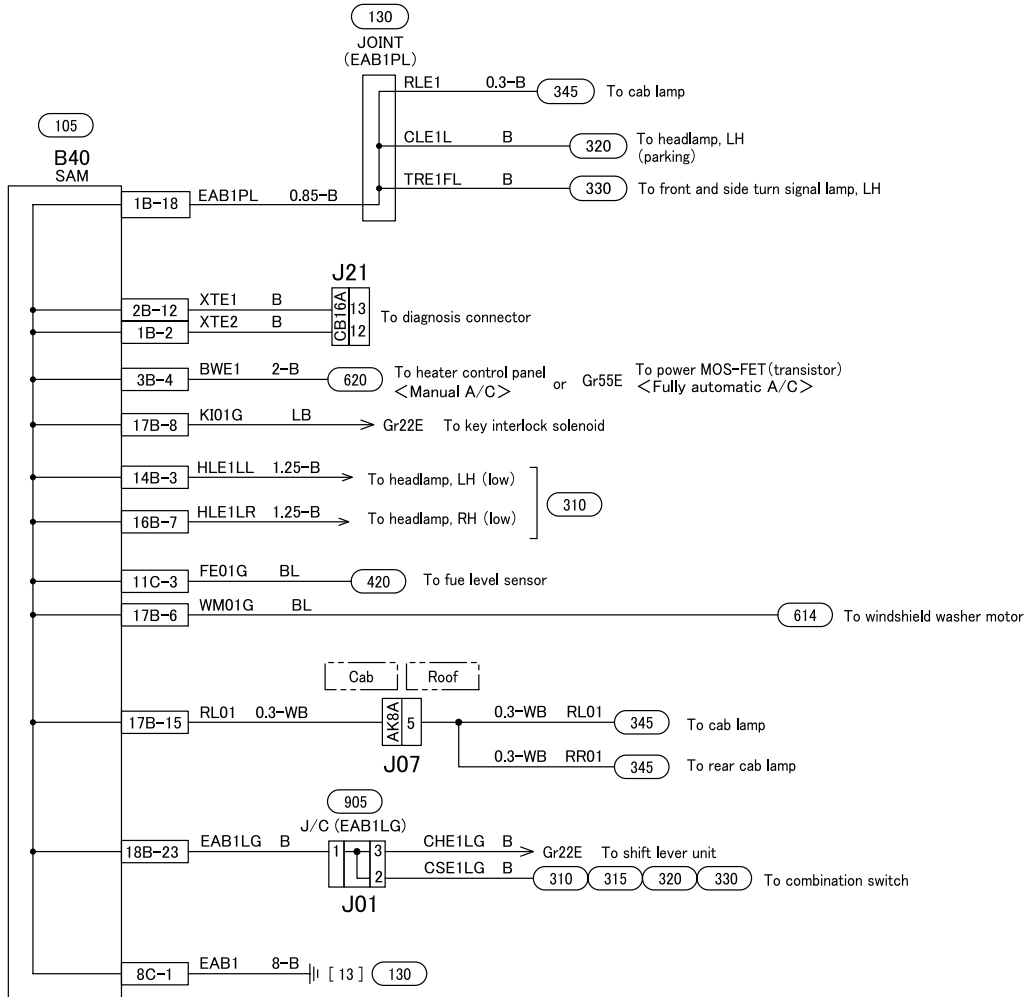 130
JOINT
(EAB1PL)
RLE1 0.3-B 345 To cab lamp
105
B40
SAM
CLE1L B 320 To headlamp, LH
(parking)
1B-18 EAB1PL 0.85-B
TRE1FL B 330 To front and side turn signal lamp, LH
J21
2B-12 XTE1 B CB16A 13
1B-2 XTE2 B 12
To diagnosis connector
3B-4 BWE1 2-B 620 To heater control panel
<Manual A/C> or Gr55E To power MOS-FET(transistor)
<Fully automatic A/C>
17B-8 KI01G LB Gr22E To key interlock solenoid
14B-3 HLE1LL 1.25-B To headlamp, LH (low)
310
16B-7 HLE1LR 1.25-B To headlamp, RH (low)
11C-3 FE01G BL 420 To fue level sensor
17B-6 WM01G BL 614 To windshield washer motor
Cab Roof
17B-15 RL01 0.3-WB AK8A 5 0.3-WB RL01 345 To cab lamp
J07
0.3-WB RR01 345 To rear cab lamp
905
J/C (EAB1LG)
18B-23 EAB1LG B 1 3 CHE1LG B Gr22E To shift lever unit
2 CSE1LG B 310 315 320 330 To combination switch
J01
8C-1 EAB1 8-B [ 13 ] 130